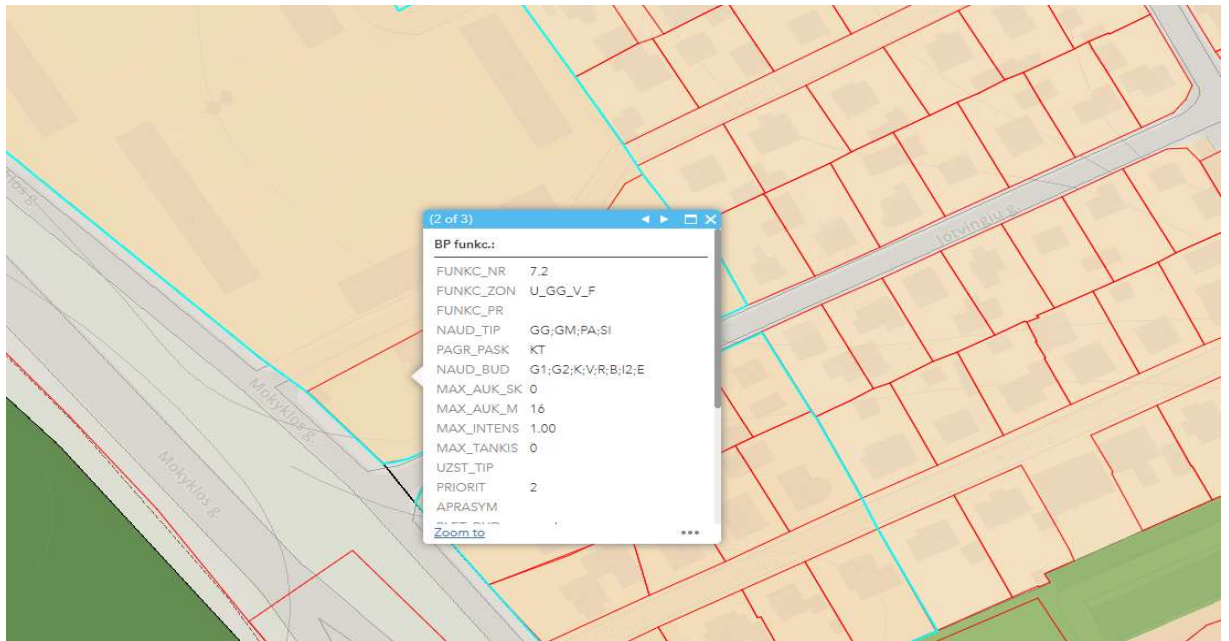 (2 of 3)
BP funkc.:
FUNKC_NR 7.2
FUNKC_ZON U_GG_V_F
FUNKC_PR
NAUD_TIP GG;GM;PA;SI
PAGR_PASK KT
NAUD_BUD G1;G2;K;V;R;B;I2;E
MAX_AUK_SK 0
MAX_AUK_M 16
MAX_INTENS 1.00
MAX_TANKIS 0
UZST_TIP
PRIORIT 2
APRASYM
Zoom to
Jotvingių g.
Mokyklos g.
Mokyklos g.